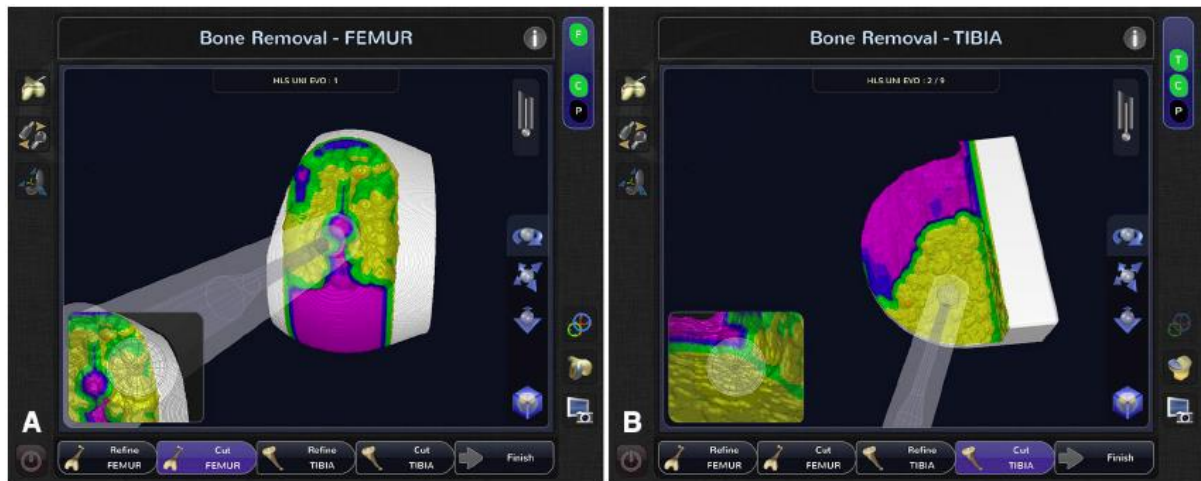 Bone Removal - FEMUR
i
HLS UNI EVO : 1
F
C
P
A
Refine
FEMUR
Cut
FEMUR
Refine
TIBIA
Cut
TIBIA
Finish
Bone Removal - TIBIA
i
HLS UNI EVO : 2 / 9
T
C
P
B
Refine
FEMUR
Cut
FEMUR
Refine
TIBIA
Cut
TIBIA
Finish